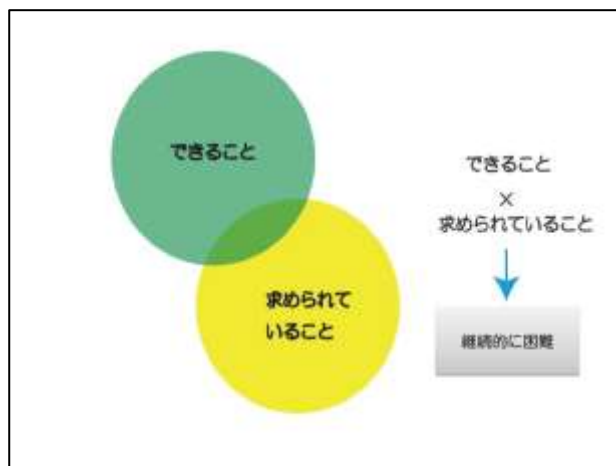 できること
求められて
いること
できること
×
求められていること
継続的に困難